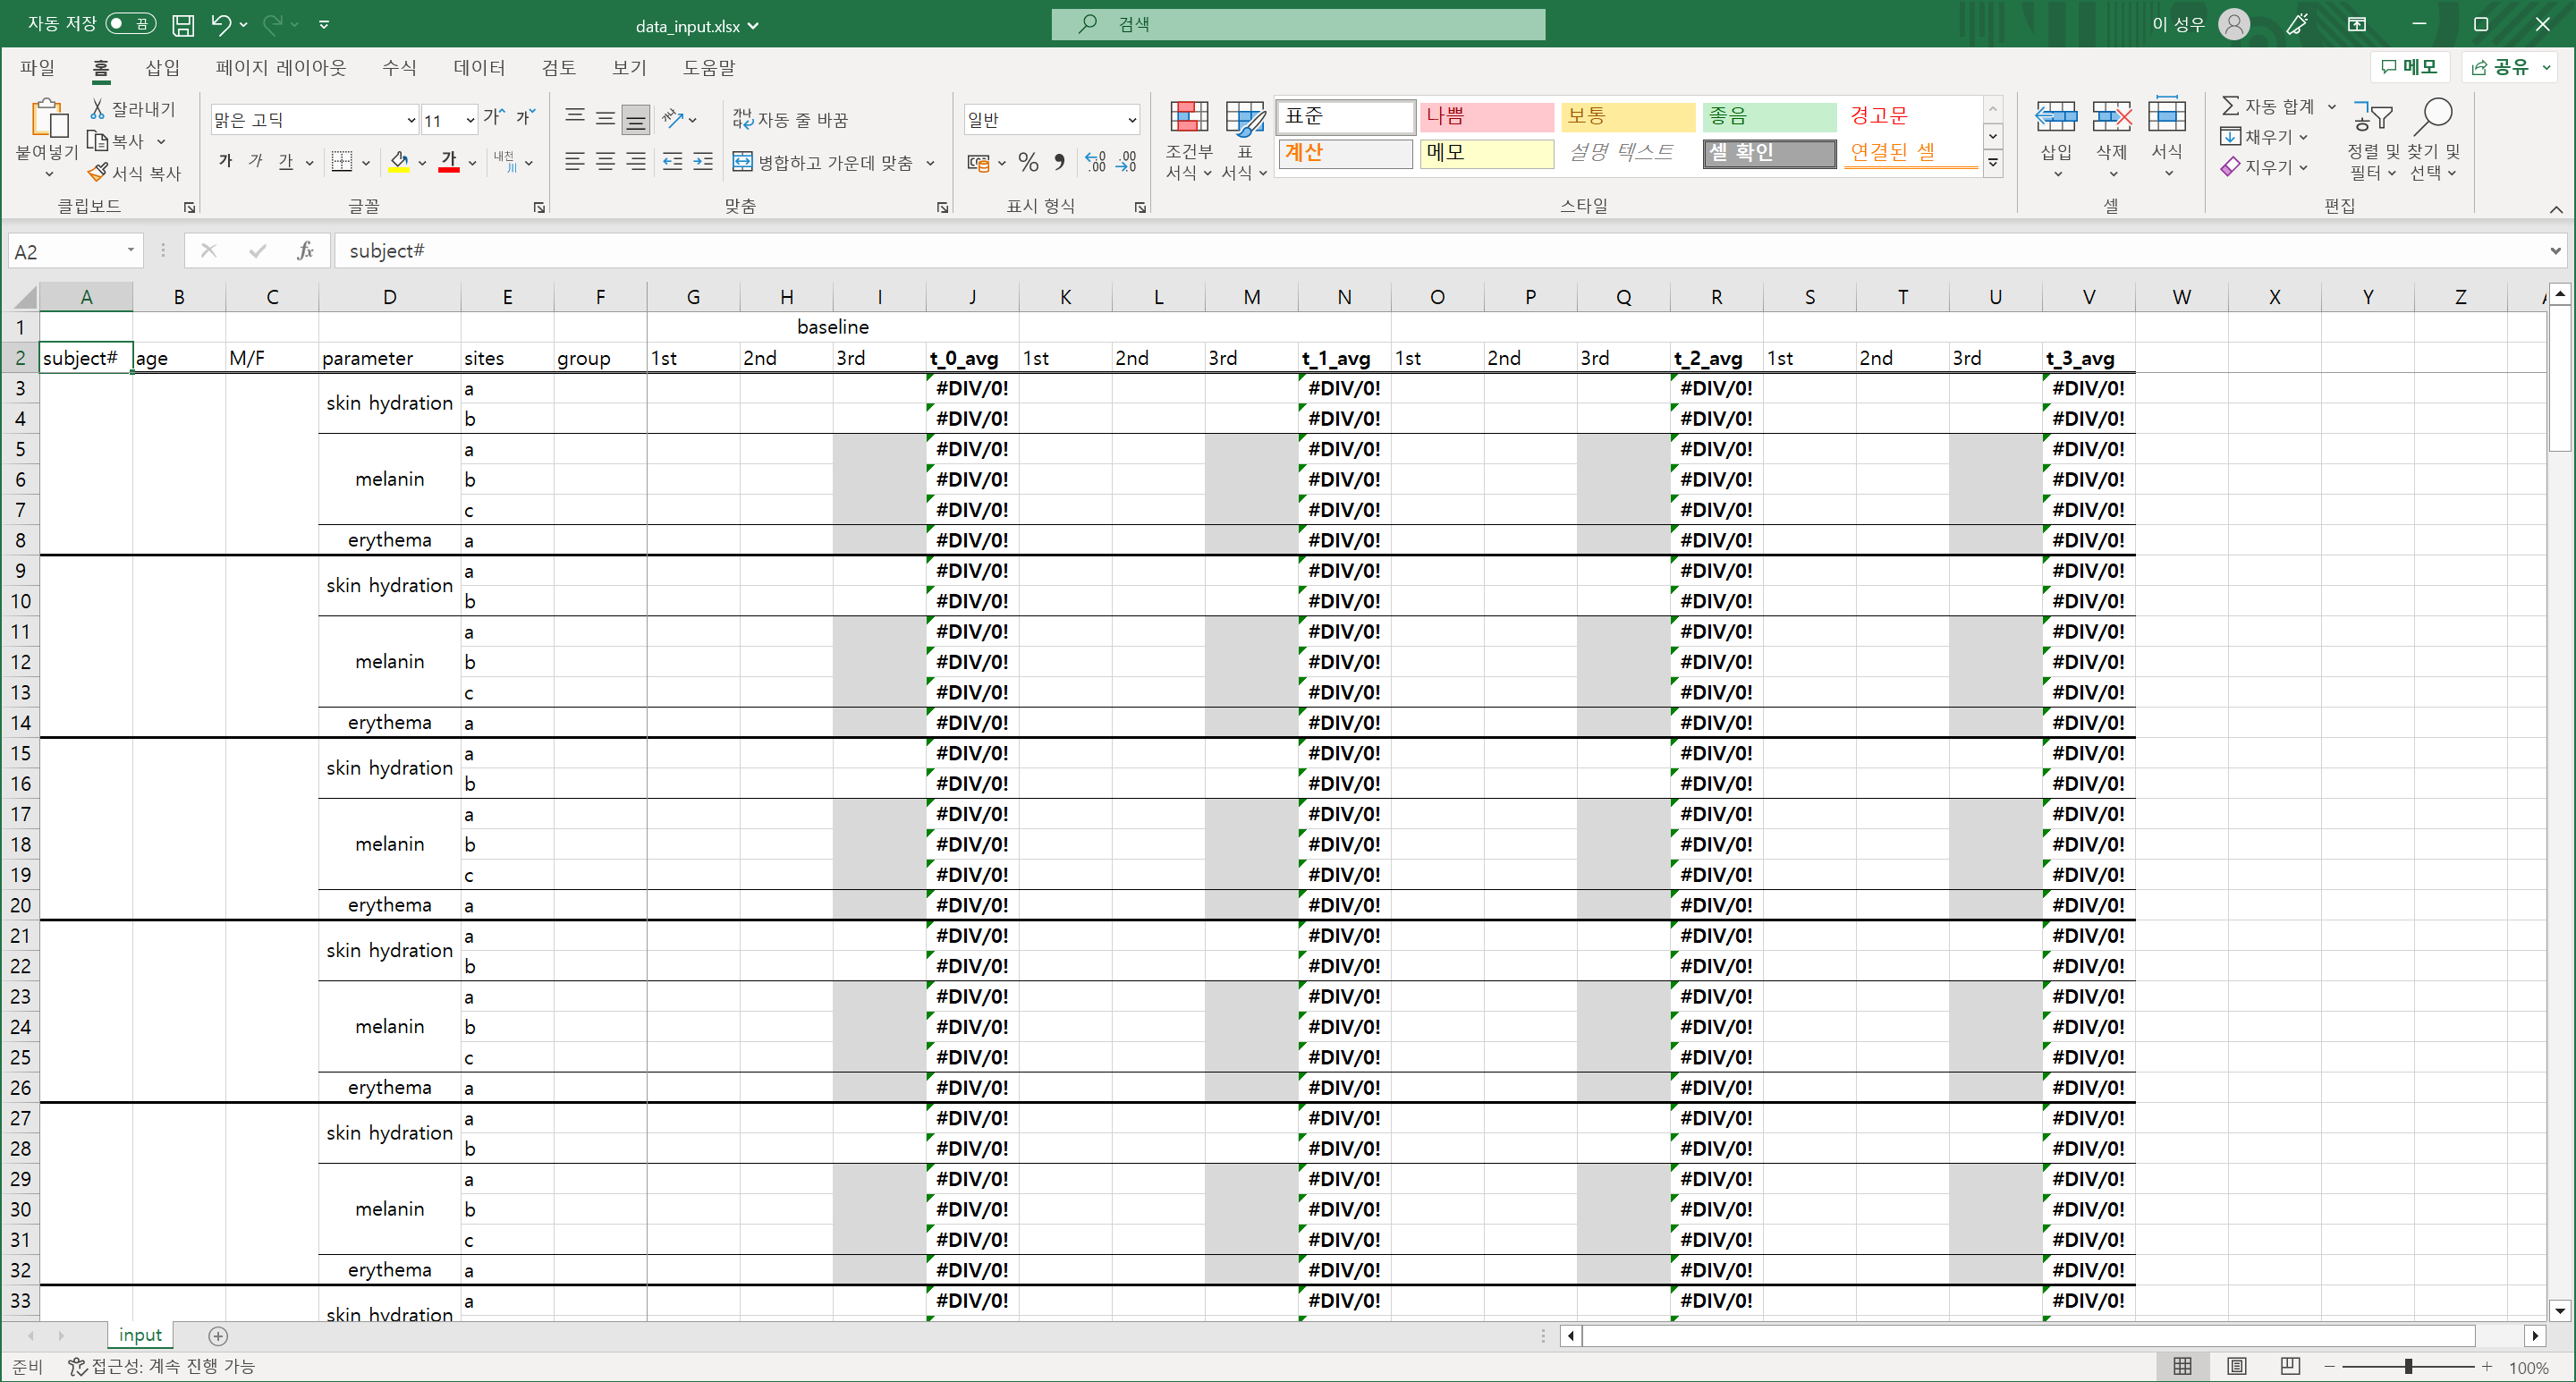 자동 저장 끔 data_input.xlsx 검색 이 성우
파일 홈 삽입 페이지 레이아웃 수식 데이터 검토 보기 도움말 메모 공유
붙여넣기 잘라내기 복사 서식 복사 클립보드
맑은 고딕 11 가 가 가 가 가 가 내천 川 글꼴
가나 다라 자동 줄 바꿈 병합하고 가운데 맞춤 맞춤
일반 % 9 .00 .00 표시 형식
조건부 서식 표 서식 표준 나쁨 보통 좋음 경고문
계산 메모 설명 텍스트 셀 확인 연결된 셀
스타일
삽입 삭제 서식 셀
자동 합계 채우기 지우기 정렬 및 필터 찾기 및 선택 편집
A2 fx subject#
A B C D E F G H I J K L M N O P Q R S T U V W X Y Z
1 baseline
2 subject# age M/F parameter sites group 1st 2nd 3rd t_0_avg 1st 2nd 3rd t_1_avg 1st 2nd 3rd t_2_avg 1st 2nd 3rd t_3_avg
3 skin hydration a #DIV/0! #DIV/0! #DIV/0! #DIV/0!
4 b #DIV/0! #DIV/0! #DIV/0! #DIV/0!
5 a #DIV/0! #DIV/0! #DIV/0! #DIV/0!
6 melanin b #DIV/0! #DIV/0! #DIV/0! #DIV/0!
7 c #DIV/0! #DIV/0! #DIV/0! #DIV/0!
8 erythema a #DIV/0! #DIV/0! #DIV/0! #DIV/0!
9 skin hydration a #DIV/0! #DIV/0! #DIV/0! #DIV/0!
10 b #DIV/0! #DIV/0! #DIV/0! #DIV/0!
11 a #DIV/0! #DIV/0! #DIV/0! #DIV/0!
12 melanin b #DIV/0! #DIV/0! #DIV/0! #DIV/0!
13 c #DIV/0! #DIV/0! #DIV/0! #DIV/0!
14 erythema a #DIV/0! #DIV/0! #DIV/0! #DIV/0!
15 skin hydration a #DIV/0! #DIV/0! #DIV/0! #DIV/0!
16 b #DIV/0! #DIV/0! #DIV/0! #DIV/0!
17 a #DIV/0! #DIV/0! #DIV/0! #DIV/0!
18 melanin b #DIV/0! #DIV/0! #DIV/0! #DIV/0!
19 c #DIV/0! #DIV/0! #DIV/0! #DIV/0!
20 erythema a #DIV/0! #DIV/0! #DIV/0! #DIV/0!
21 skin hydration a #DIV/0! #DIV/0! #DIV/0! #DIV/0!
22 b #DIV/0! #DIV/0! #DIV/0! #DIV/0!
23 a #DIV/0! #DIV/0! #DIV/0! #DIV/0!
24 melanin b #DIV/0! #DIV/0! #DIV/0! #DIV/0!
25 c #DIV/0! #DIV/0! #DIV/0! #DIV/0!
26 erythema a #DIV/0! #DIV/0! #DIV/0! #DIV/0!
27 skin hydration a #DIV/0! #DIV/0! #DIV/0! #DIV/0!
28 b #DIV/0! #DIV/0! #DIV/0! #DIV/0!
29 a #DIV/0! #DIV/0! #DIV/0! #DIV/0!
30 melanin b #DIV/0! #DIV/0! #DIV/0! #DIV/0!
31 c #DIV/0! #DIV/0! #DIV/0! #DIV/0!
32 erythema a #DIV/0! #DIV/0! #DIV/0! #DIV/0!
33 skin hydration a #DIV/0! #DIV/0! #DIV/0! #DIV/0!
input
준비 접근성: 계속 진행 가능 100%